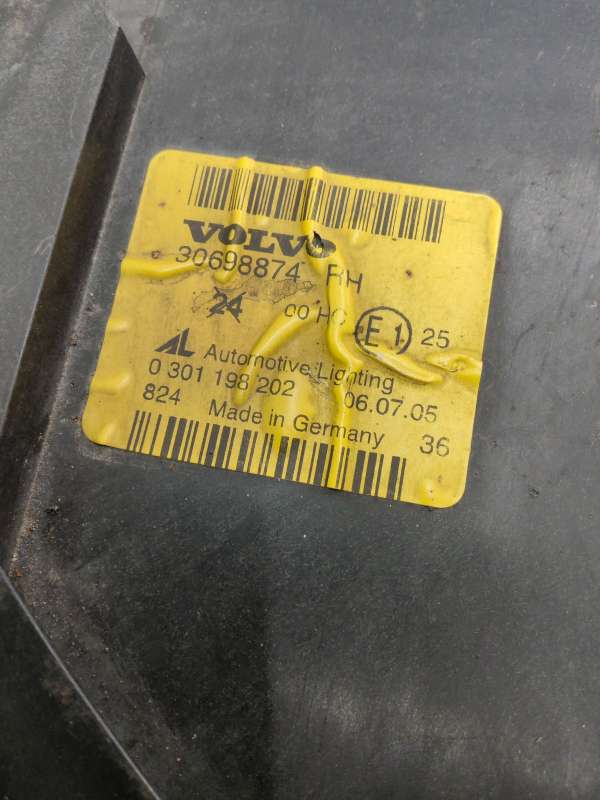 VOLVO
30698874 RH
24 00 HC E1 25
AL Automotive Lighting
0 301 198 202 06.07.05
824 Made in Germany 36